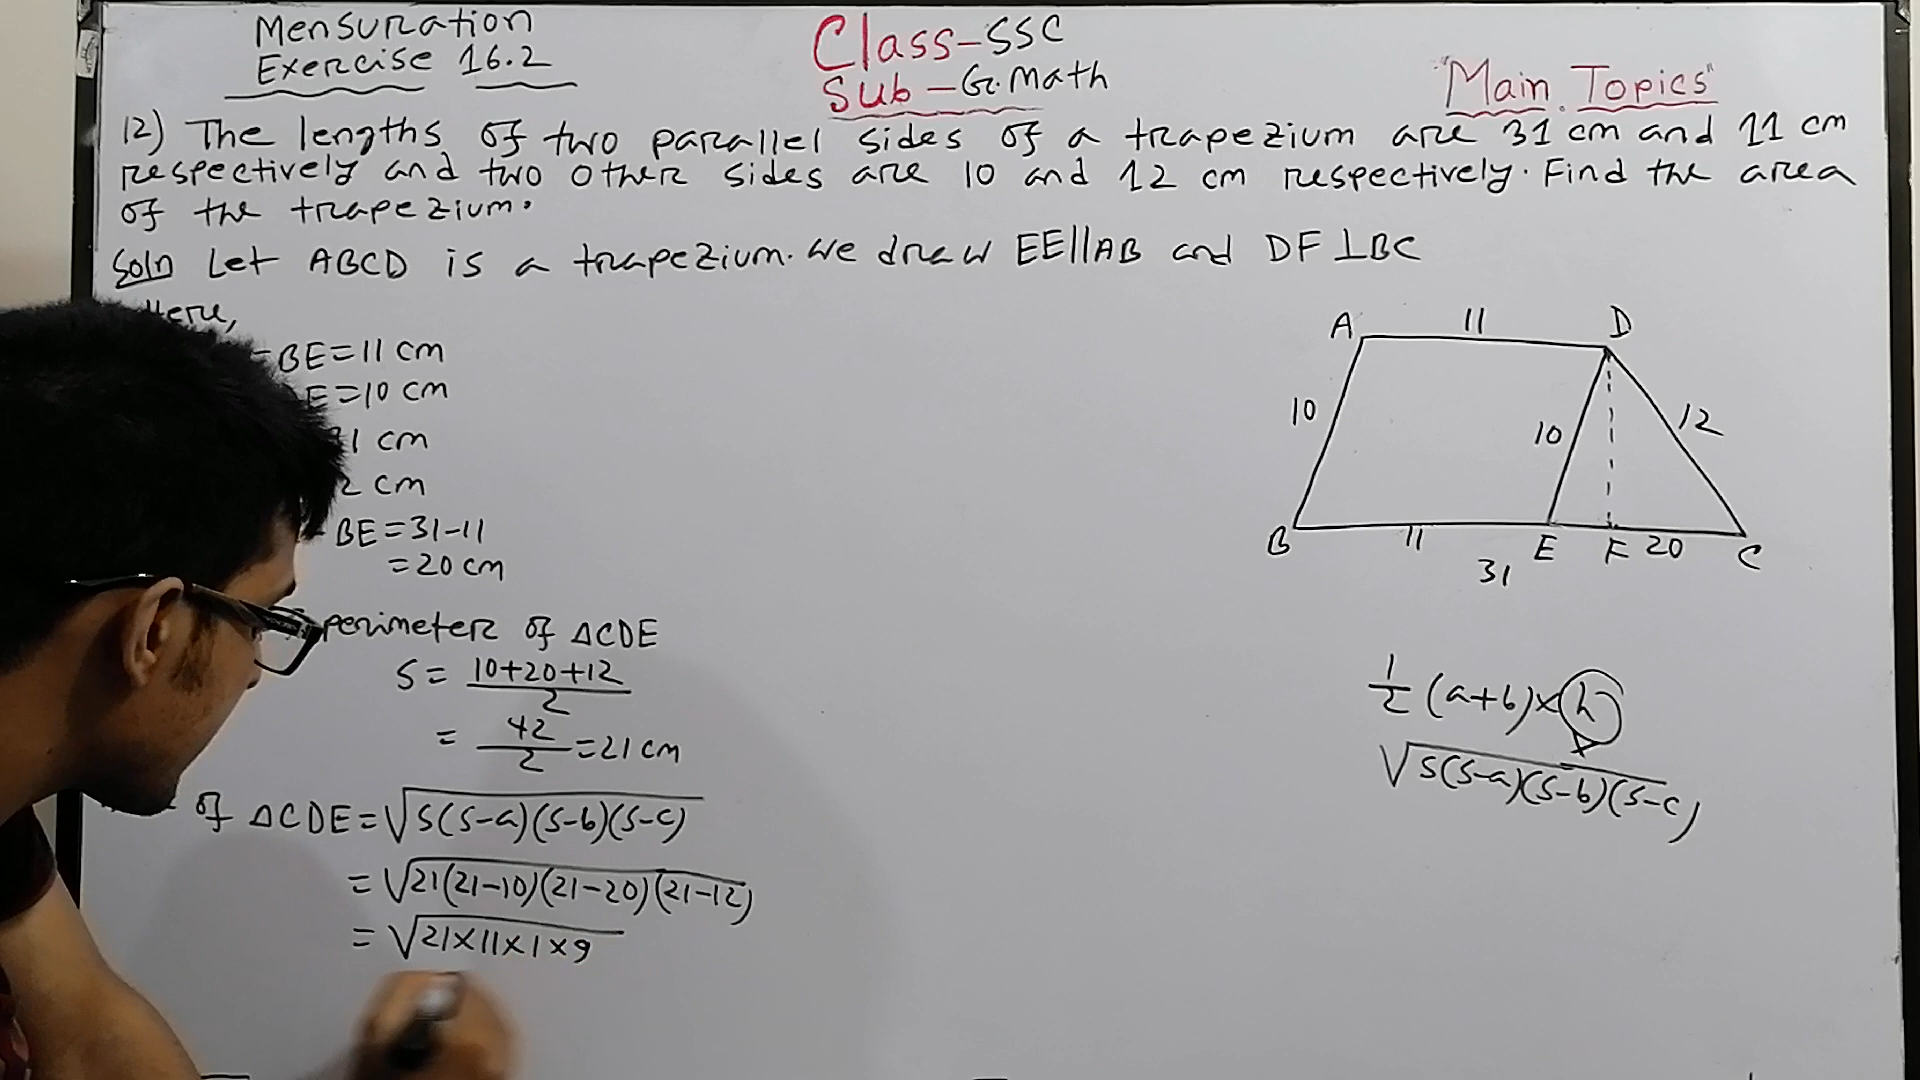 Mensuration
Exercise 16.2
Class-SSC
Sub-G.Math
"Main Topics"
12) The lengths of two parallel sides of a trapezium are 31 cm and 11 cm
respectively and two other sides are 10 and 12 cm respectively. Find the area
of the trapezium.
Soln Let ABCD is a trapezium. We draw EE||AB and DF⊥BC
Here,
=BE=11 cm
E=10 cm
1 cm
2 cm
BE=31-11
=20 cm
perimeter of ΔCDE
S = 10+20+12 / 2
= 42 / 2 = 21 cm
of ΔCDE = √S(S-a)(S-b)(S-c)
= √21(21-10)(21-20)(21-12)
= √21×11×1×9
A 11 D
10 10 12
B 11 E F 20 C
31
1/2 (a+b)×h
√S(S-a)(S-b)(S-c)